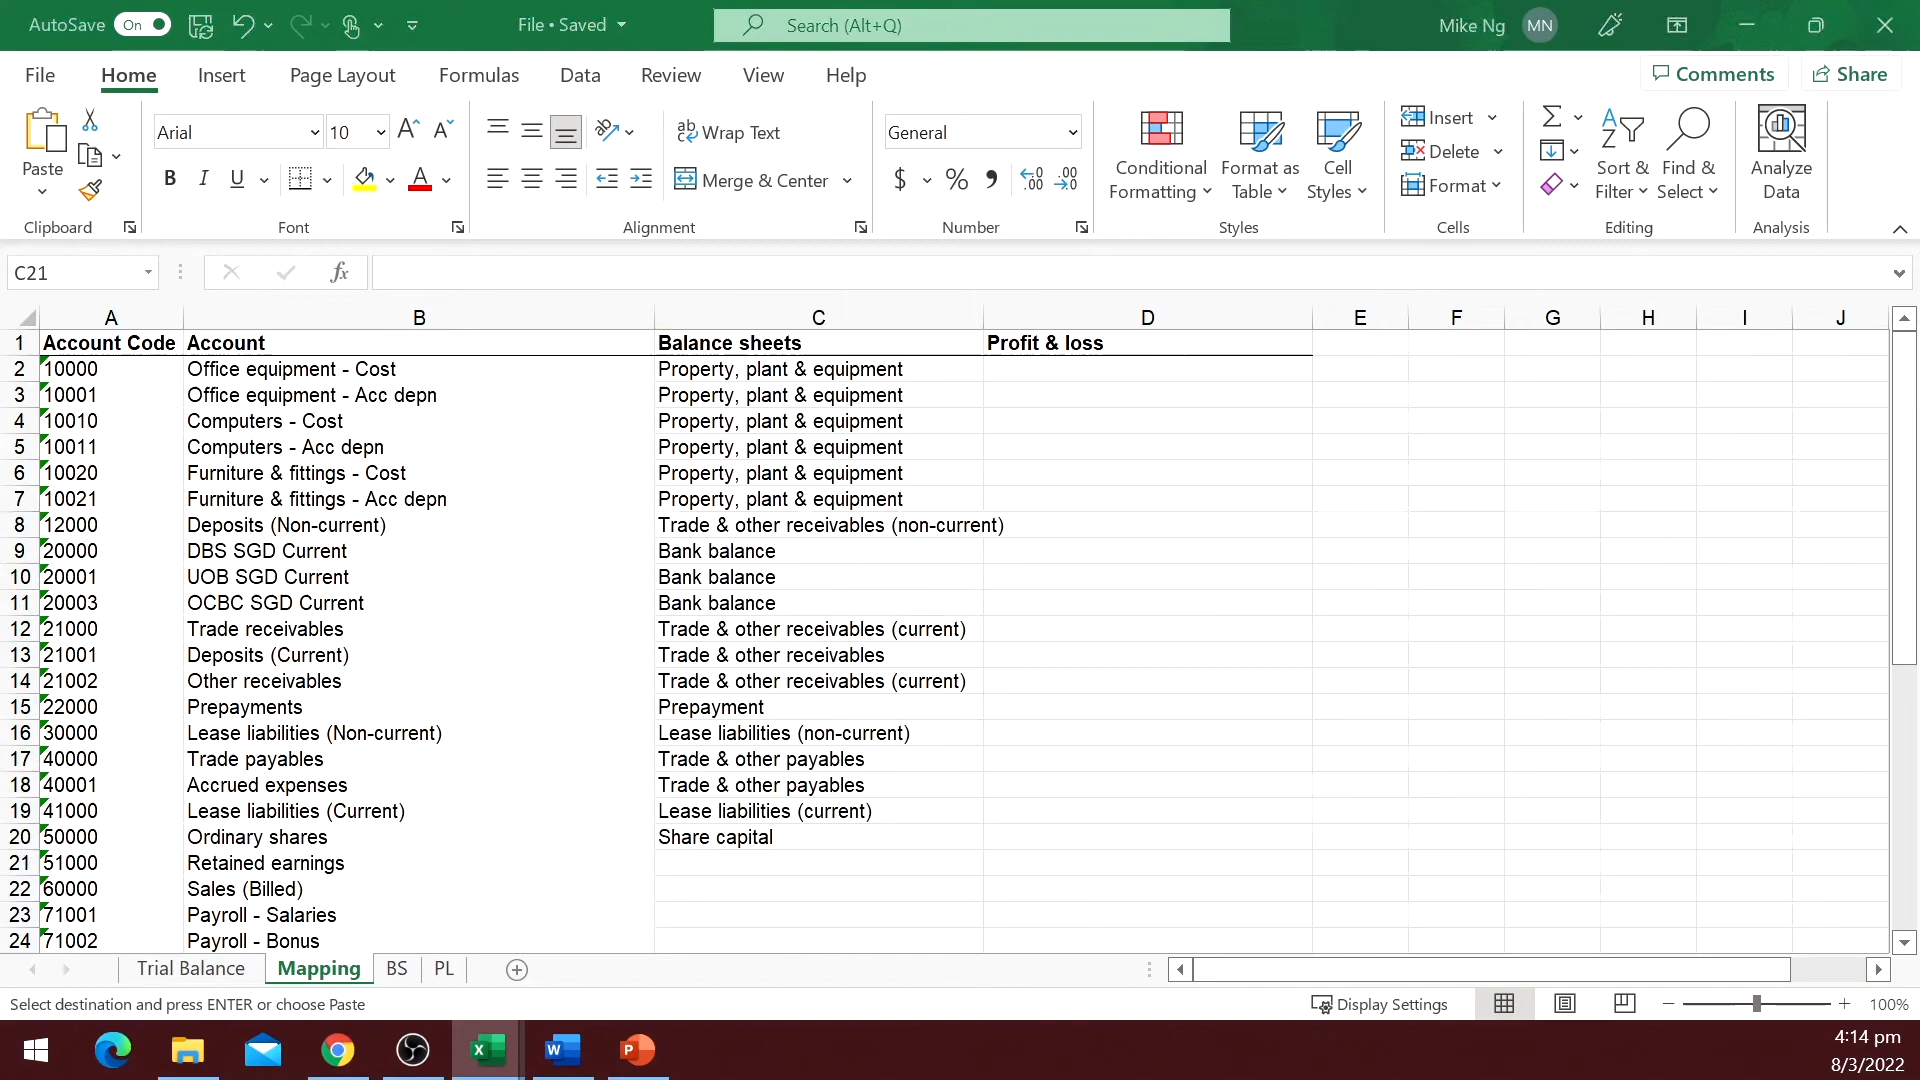 AutoSave On File • Saved Search (Alt+Q) Mike Ng MN
File Home Insert Page Layout Formulas Data Review View Help Comments Share
Paste
Clipboard
Arial 10
B I U A
Font
ab Wrap Text
Merge & Center
Alignment
General
$ % , .00 .00
Number
Conditional Formatting
Format as Table
Cell Styles
Styles
Insert
Delete
Format
Cells
Sort & Filter
Find & Select
Editing
Analyze Data
Analysis
C21 fx
A B C D E F G H I J
1 Account Code Account Balance sheets Profit & loss
2 10000 Office equipment - Cost Property, plant & equipment
3 10001 Office equipment - Acc depn Property, plant & equipment
4 10010 Computers - Cost Property, plant & equipment
5 10011 Computers - Acc depn Property, plant & equipment
6 10020 Furniture & fittings - Cost Property, plant & equipment
7 10021 Furniture & fittings - Acc depn Property, plant & equipment
8 12000 Deposits (Non-current) Trade & other receivables (non-current)
9 20000 DBS SGD Current Bank balance
10 20001 UOB SGD Current Bank balance
11 20003 OCBC SGD Current Bank balance
12 21000 Trade receivables Trade & other receivables (current)
13 21001 Deposits (Current) Trade & other receivables
14 21002 Other receivables Trade & other receivables (current)
15 22000 Prepayments Prepayment
16 30000 Lease liabilities (Non-current) Lease liabilities (non-current)
17 40000 Trade payables Trade & other payables
18 40001 Accrued expenses Trade & other payables
19 41000 Lease liabilities (Current) Lease liabilities (current)
20 50000 Ordinary shares Share capital
21 51000 Retained earnings
22 60000 Sales (Billed)
23 71001 Payroll - Salaries
24 71002 Payroll - Bonus
Trial Balance Mapping BS PL
Select destination and press ENTER or choose Paste Display Settings 100%
4:14 pm
8/3/2022